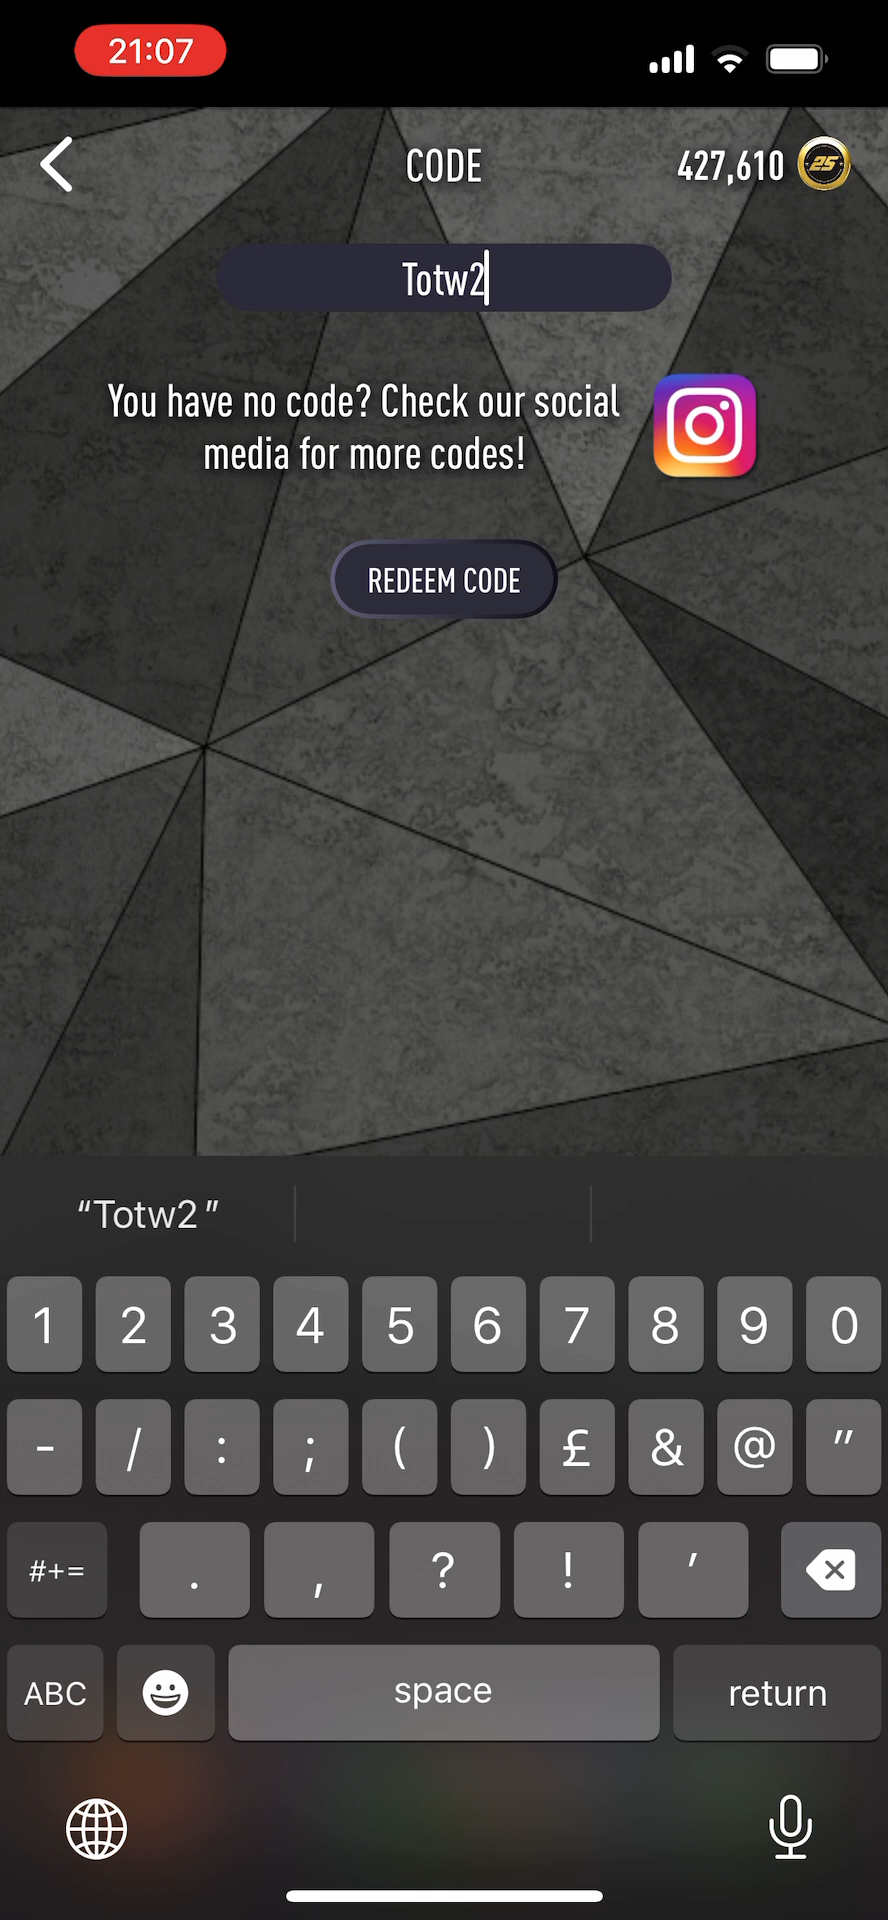 21:07
CODE
427,610 25
Totw2
You have no code? Check our social
media for more codes!
REDEEM CODE
“Totw2”
1 2 3 4 5 6 7 8 9 0
- / : ; ( ) £ & @ "
#+= . , ? ! '
ABC space return